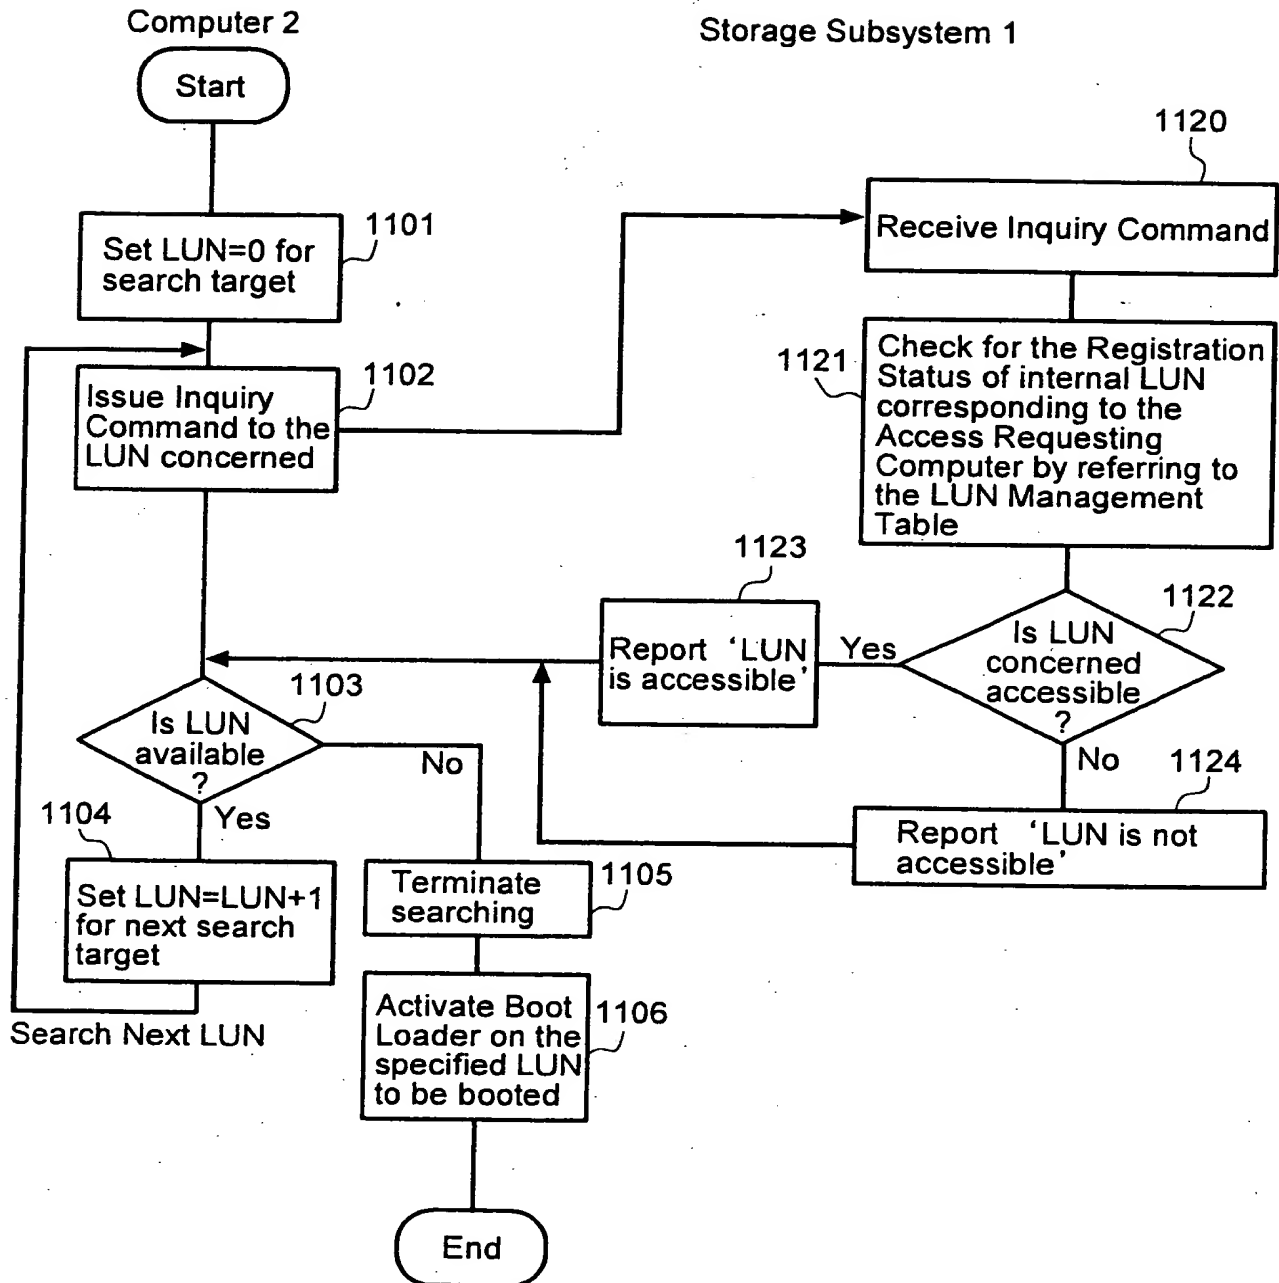 Computer 2
Storage Subsystem 1
Start
1120
Receive Inquiry Command
1101
Set LUN=0 for
search target
1102
Issue Inquiry
Command to the
LUN concerned
1121
Check for the Registration
Status of internal LUN
corresponding to the
Access Requesting
Computer by referring to
the LUN Management
Table
1123
Report ‘LUN
is accessible’
Yes
1122
Is LUN
concerned
accessible
?
No
1124
Report ‘LUN is not
accessible’
1103
Is LUN
available
?
No
Yes
1104
Set LUN=LUN+1
for next search
target
Search Next LUN
1105
Terminate
searching
1106
Activate Boot
Loader on the
specified LUN
to be booted
End